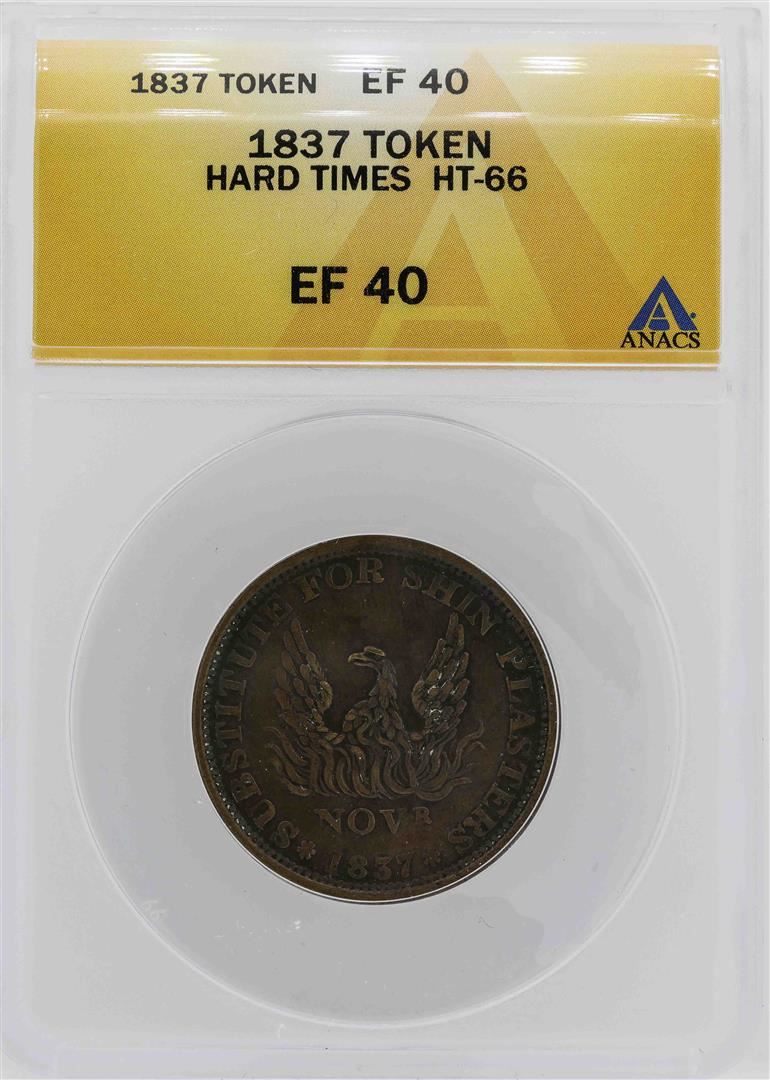 1837 TOKEN EF 40
1837 TOKEN
HARD TIMES HT-66
EF 40
ANACS
SUBSTITUTE FOR SHIN PLASTERS
NOVR
* 1837 *